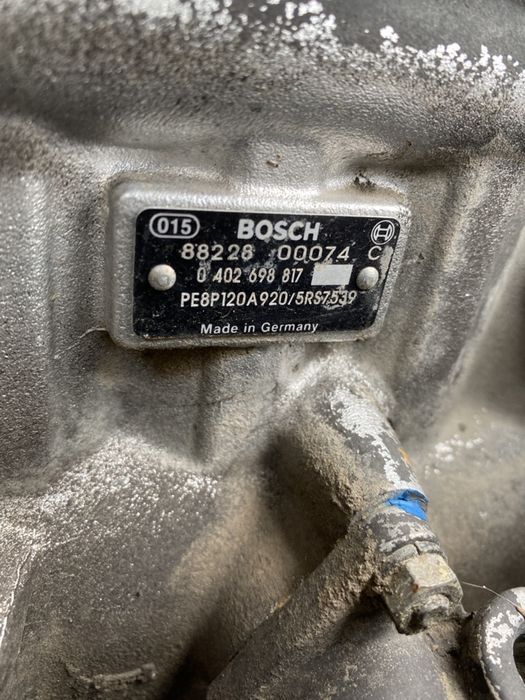 015 BOSCH
88228 00074 C
0 402 698 817
PE8P120A920/5RS7539
Made in Germany